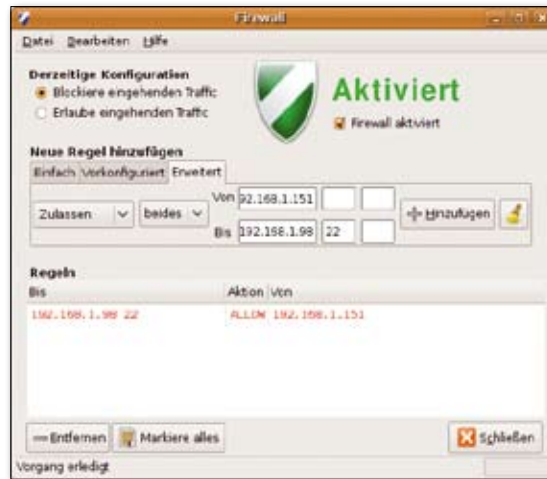 Firewall
Datei Bearbeiten Hilfe
Derzeitige Konfiguration
Blockiere eingehenden Traffic
Erlaube eingehenden Traffic
Aktiviert
Firewall aktiviert
Neue Regel hinzufügen
Einfach Vorkonfiguriert Erweitert
Zulassen beides Von 92.168.1.151
Bis 192.168.1.98 22 Hinzufügen
Regeln
Bis Aktion Von
192.168.1.98 22 ALLOW 192.168.1.151
Entfernen Markiere alles Schließen
Vorgang erledigt